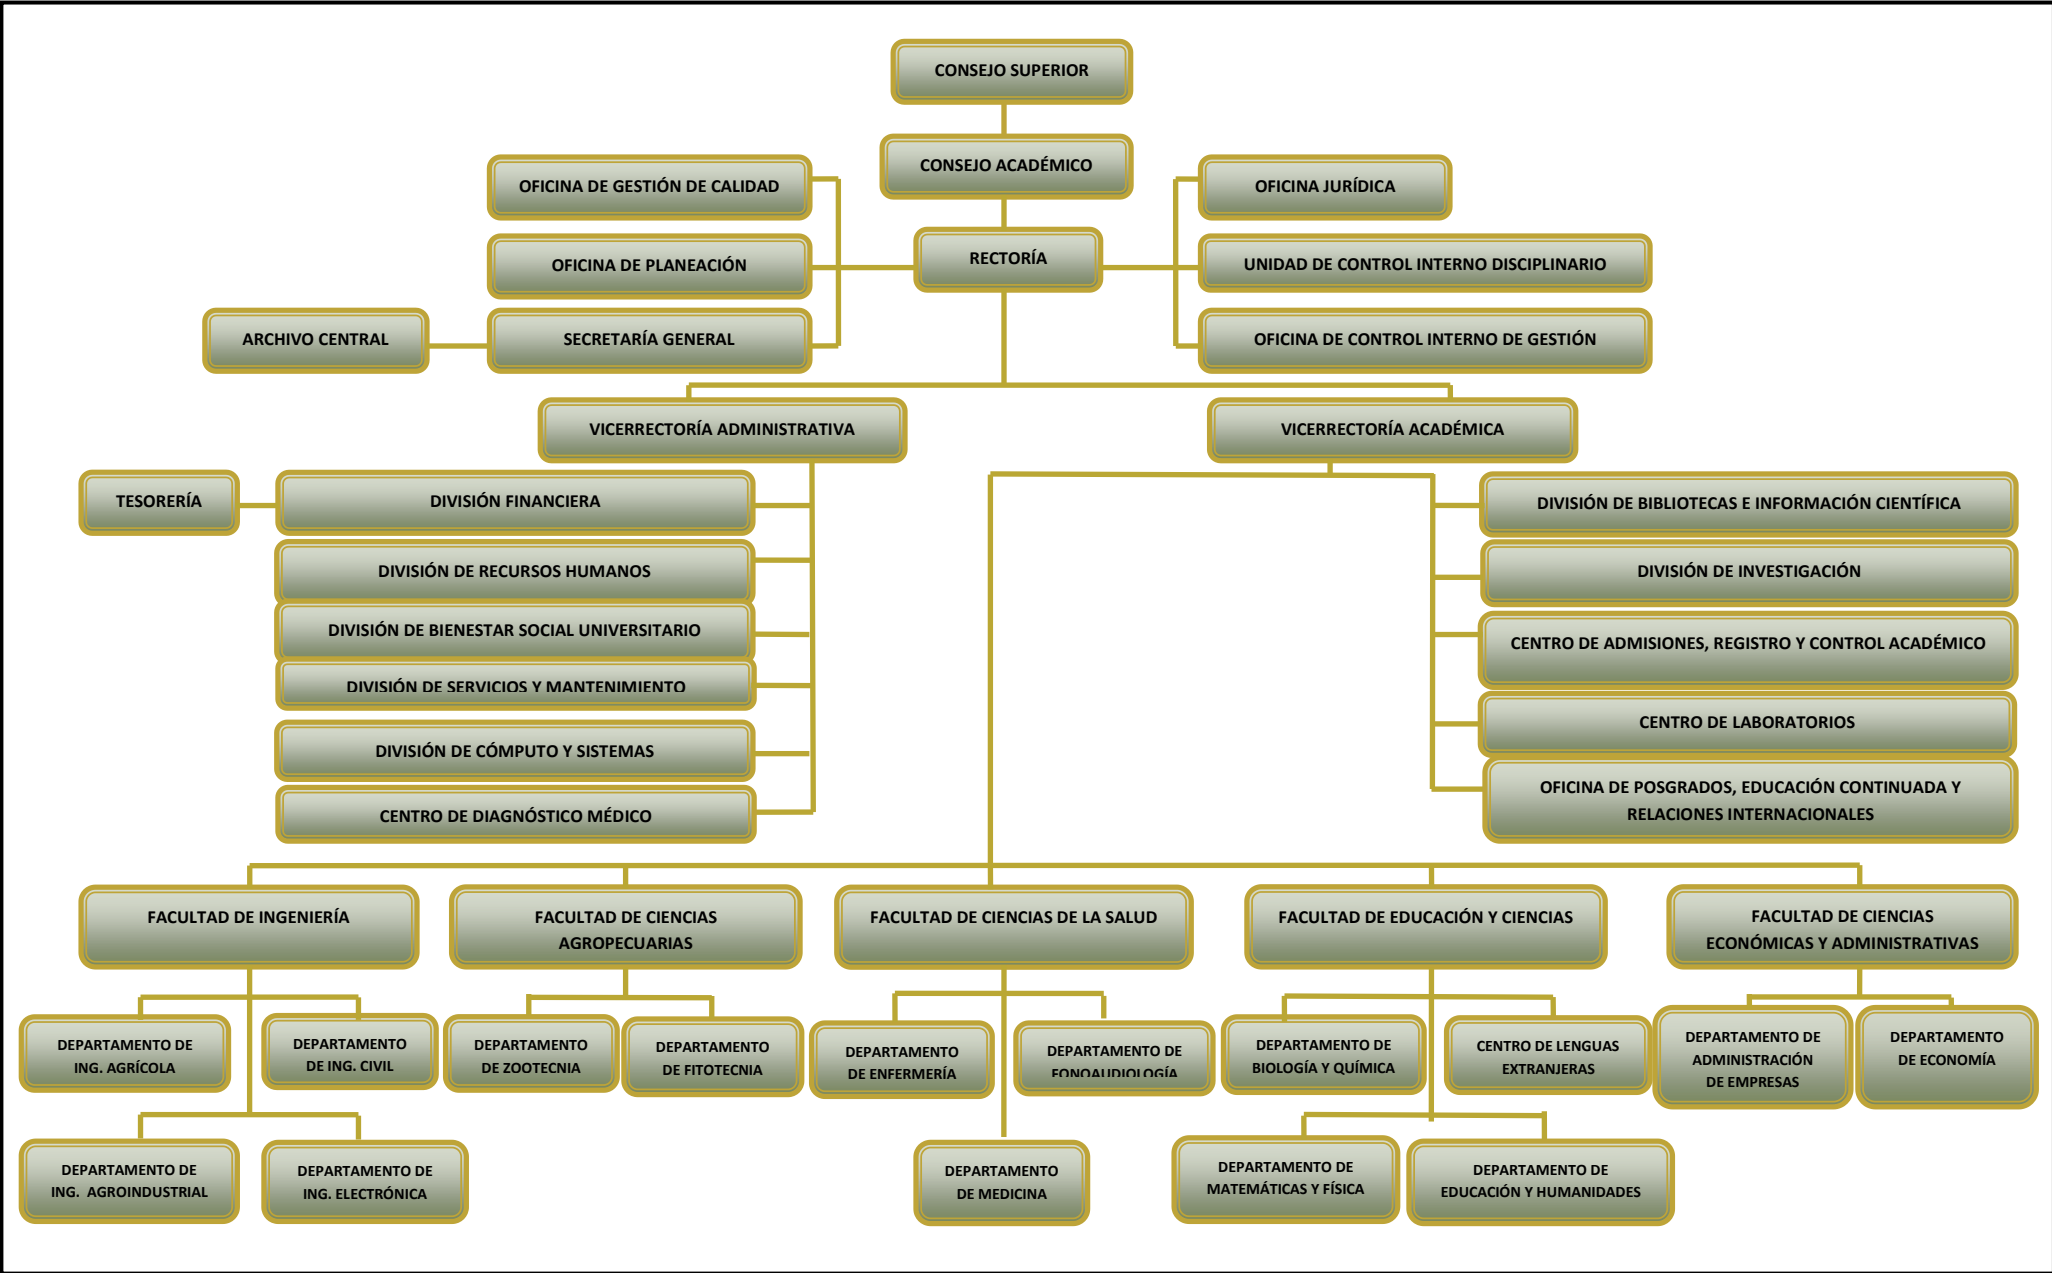 CONSEJO SUPERIOR
CONSEJO ACADÉMICO
OFICINA DE GESTIÓN DE CALIDAD
OFICINA JURÍDICA
RECTORÍA
OFICINA DE PLANEACIÓN
UNIDAD DE CONTROL INTERNO DISCIPLINARIO
ARCHIVO CENTRAL
SECRETARÍA GENERAL
OFICINA DE CONTROL INTERNO DE GESTIÓN
VICERRECTORÍA ADMINISTRATIVA
VICERRECTORÍA ACADÉMICA
TESORERÍA
DIVISIÓN FINANCIERA
DIVISIÓN DE RECURSOS HUMANOS
DIVISIÓN DE BIENESTAR SOCIAL UNIVERSITARIO
DIVISIÓN DE SERVICIOS Y MANTENIMIENTO
DIVISIÓN DE CÓMPUTO Y SISTEMAS
CENTRO DE DIAGNÓSTICO MÉDICO
DIVISIÓN DE BIBLIOTECAS E INFORMACIÓN CIENTÍFICA
DIVISIÓN DE INVESTIGACIÓN
CENTRO DE ADMISIONES, REGISTRO Y CONTROL ACADÉMICO
CENTRO DE LABORATORIOS
OFICINA DE POSGRADOS, EDUCACIÓN CONTINUADA Y
RELACIONES INTERNACIONALES
FACULTAD DE INGENIERÍA
FACULTAD DE CIENCIAS
AGROPECUARIAS
FACULTAD DE CIENCIAS DE LA SALUD
FACULTAD DE EDUCACIÓN Y CIENCIAS
FACULTAD DE CIENCIAS
ECONÓMICAS Y ADMINISTRATIVAS
DEPARTAMENTO DE
ING. AGRÍCOLA
DEPARTAMENTO
DE ING. CIVIL
DEPARTAMENTO
DE ZOOTECNIA
DEPARTAMENTO
DE FITOTECNIA
DEPARTAMENTO
DE ENFERMERÍA
DEPARTAMENTO DE
FONOAUDIOLOGÍA
DEPARTAMENTO DE
BIOLOGÍA Y QUÍMICA
CENTRO DE LENGUAS
EXTRANJERAS
DEPARTAMENTO DE
ADMINISTRACIÓN
DE EMPRESAS
DEPARTAMENTO
DE ECONOMÍA
DEPARTAMENTO DE
ING. AGROINDUSTRIAL
DEPARTAMENTO DE
ING. ELECTRÓNICA
DEPARTAMENTO
DE MEDICINA
DEPARTAMENTO DE
MATEMÁTICAS Y FÍSICA
DEPARTAMENTO DE
EDUCACIÓN Y HUMANIDADES